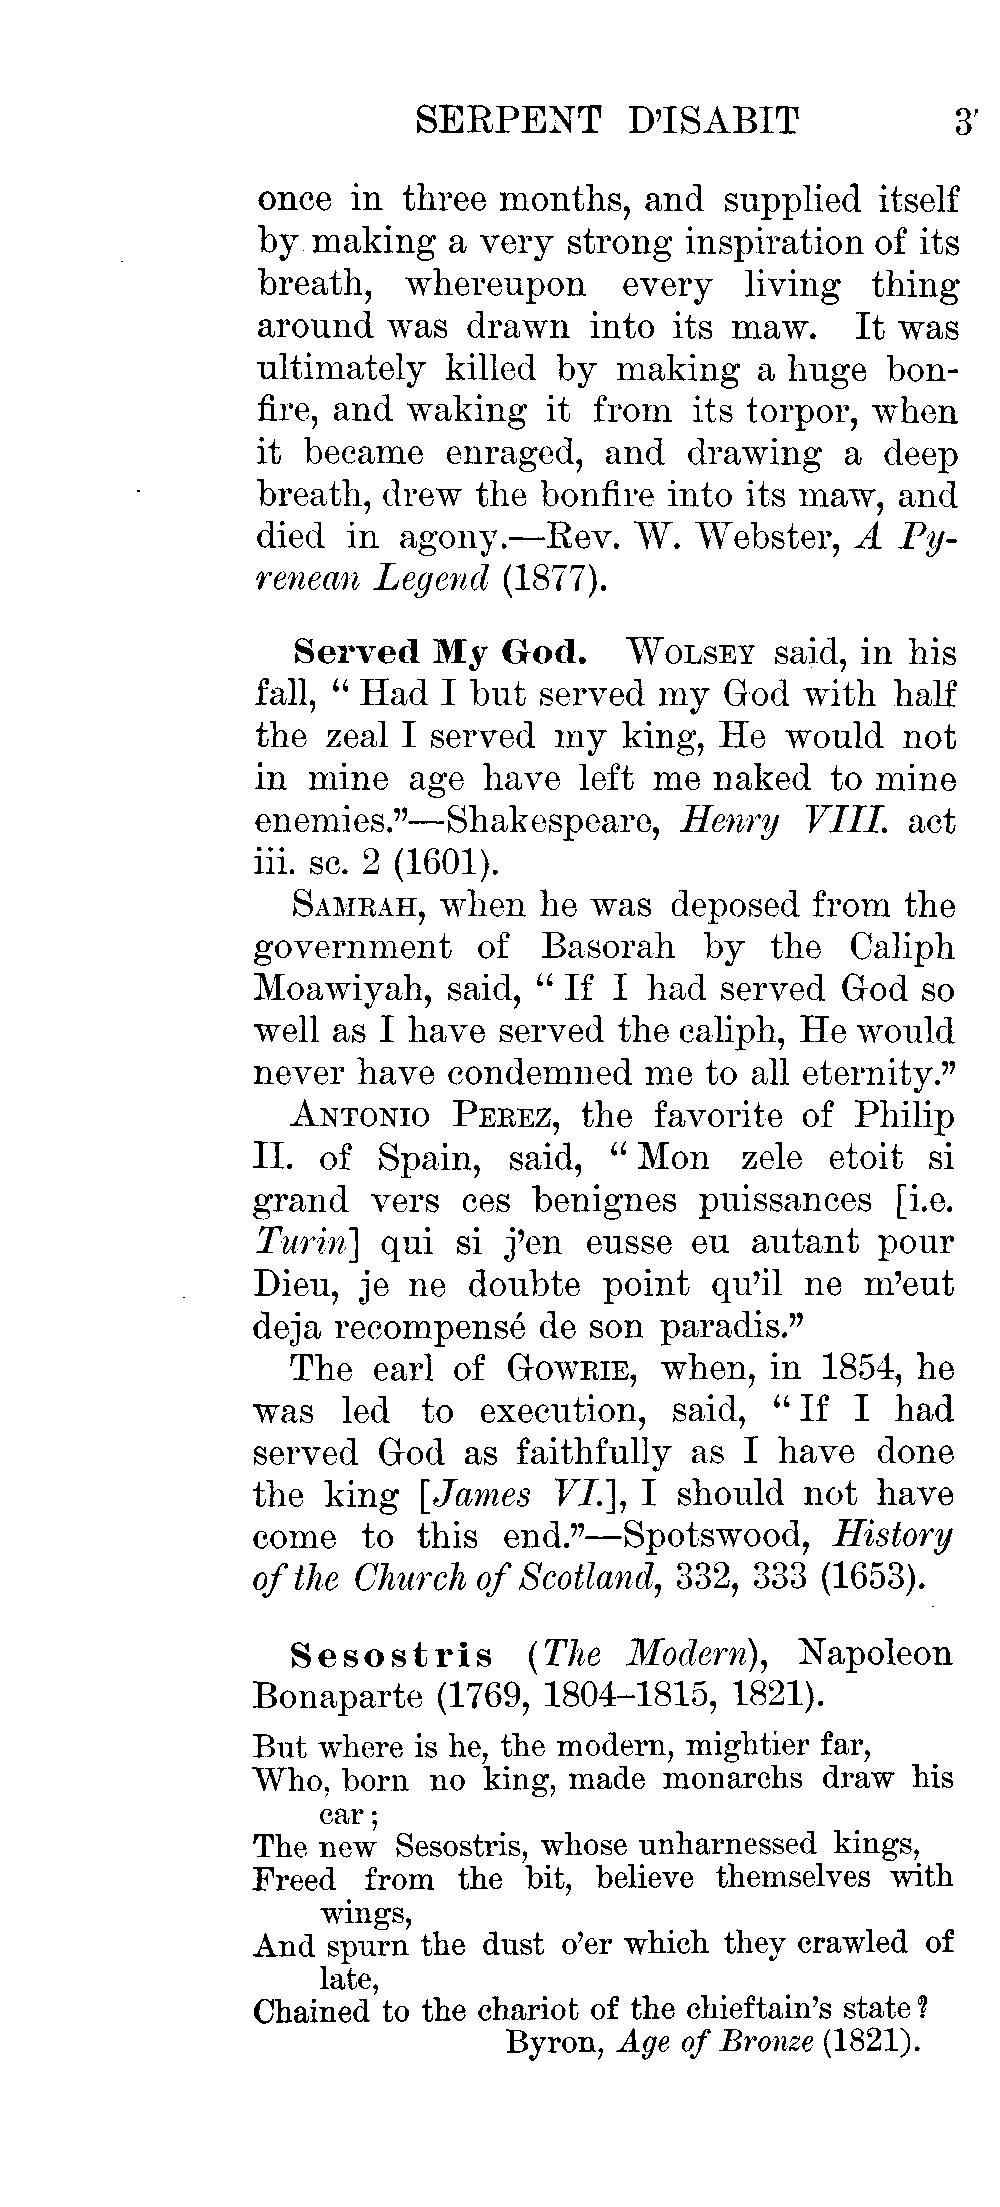 SERPENT D'ISABIT 3'
once in three months, and supplied itself
by making a very strong inspiration of its
breath, whereupon every living thing
around was drawn into its maw. It was
ultimately killed by making a huge bon-
fire, and waking it from its torpor, when
it became enraged, and drawing a deep
breath, drew the bonfire into its maw, and
died in agony.—Rev. W. Webster, A Py-
renean Legend (1877).
Served My God. WOLSEY said, in his
fall, “Had I but served my God with half
the zeal I served my king, He would not
in mine age have left me naked to mine
enemies.”—Shakespeare, Henry VIII. act
iii. sc. 2 (1601).
SAMRAH, when he was deposed from the
government of Basorah by the Caliph
Moawiyah, said, “If I had served God so
well as I have served the caliph, He would
never have condemned me to all eternity.”
ANTONIO PEREZ, the favorite of Philip
II. of Spain, said, “Mon zele etoit si
grand vers ces benignes puissances [i.e.
Turin] qui si j'en eusse eu autant pour
Dieu, je ne doubte point qu'il ne m'eut
deja recompensé de son paradis.”
The earl of GOWRIE, when, in 1854, he
was led to execution, said, “If I had
served God as faithfully as I have done
the king [James VI.], I should not have
come to this end.”—Spotswood, History
of the Church of Scotland, 332, 333 (1653).
Sesostris (The Modern), Napoleon
Bonaparte (1769, 1804–1815, 1821).
But where is he, the modern, mightier far,
Who, born no king, made monarchs draw his
car;
The new Sesostris, whose unharnessed kings,
Freed from the bit, believe themselves with
wings,
And spurn the dust o'er which they crawled of
late,
Chained to the chariot of the chieftain's state?
Byron, Age of Bronze (1821).